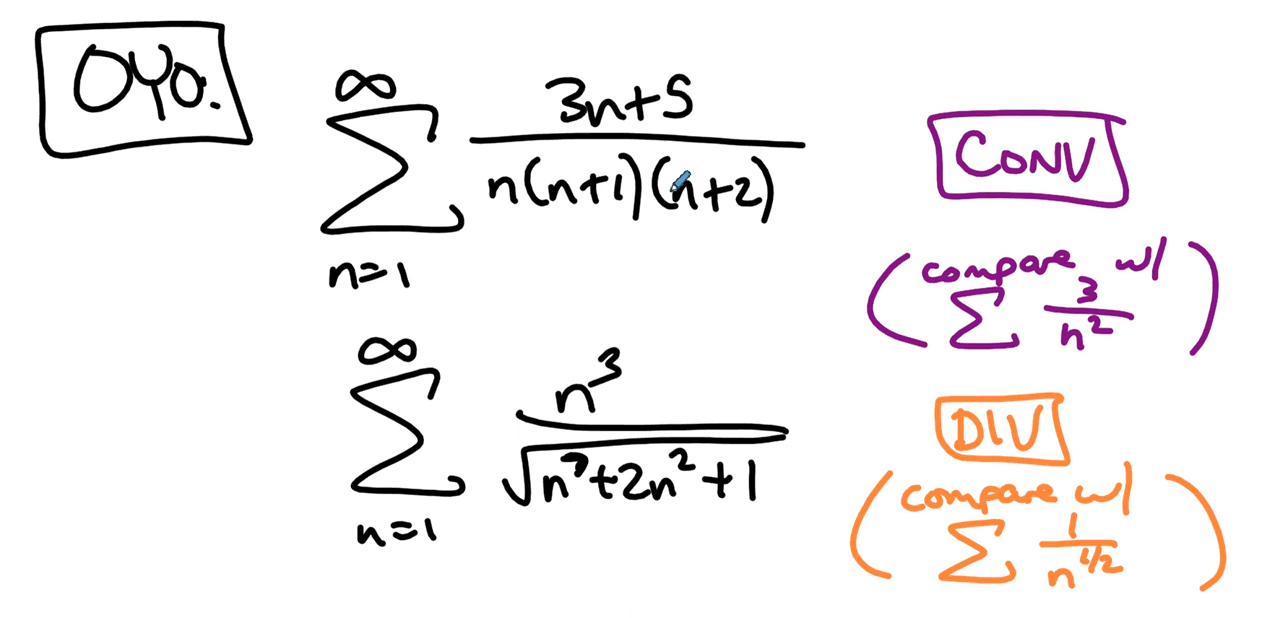 OYO.
∞
Σ
n=1
3n+5
n(n+1)(n+2)
CONV
(compare w/
Σ 3/n²)
∞
Σ
n=1
n³
√n⁷+2n²+1
DIV
(compare w/
Σ 1/n^1/2)